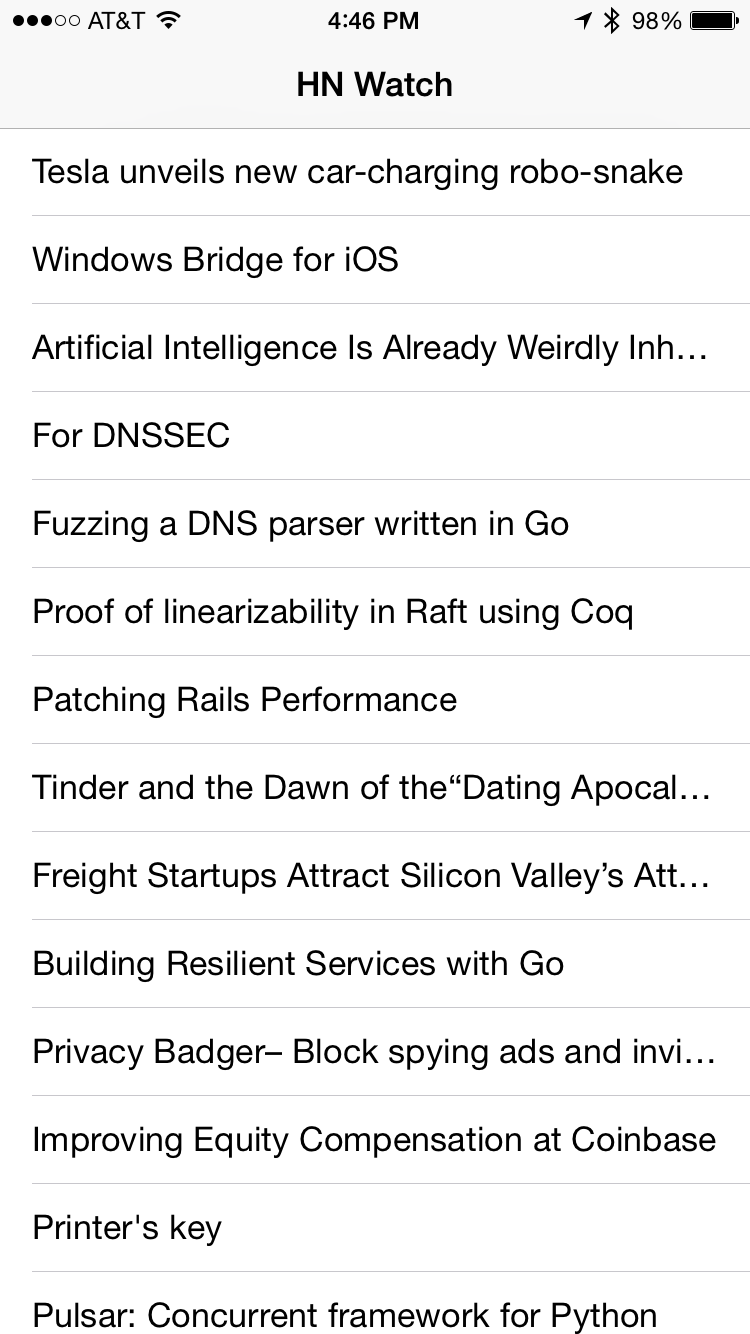 AT&T 4:46 PM 98%
HN Watch
Tesla unveils new car-charging robo-snake
Windows Bridge for iOS
Artificial Intelligence Is Already Weirdly Inh…
For DNSSEC
Fuzzing a DNS parser written in Go
Proof of linearizability in Raft using Coq
Patching Rails Performance
Tinder and the Dawn of the“Dating Apocal…
Freight Startups Attract Silicon Valley’s Att…
Building Resilient Services with Go
Privacy Badger– Block spying ads and invi…
Improving Equity Compensation at Coinbase
Printer's key
Pulsar: Concurrent framework for Python